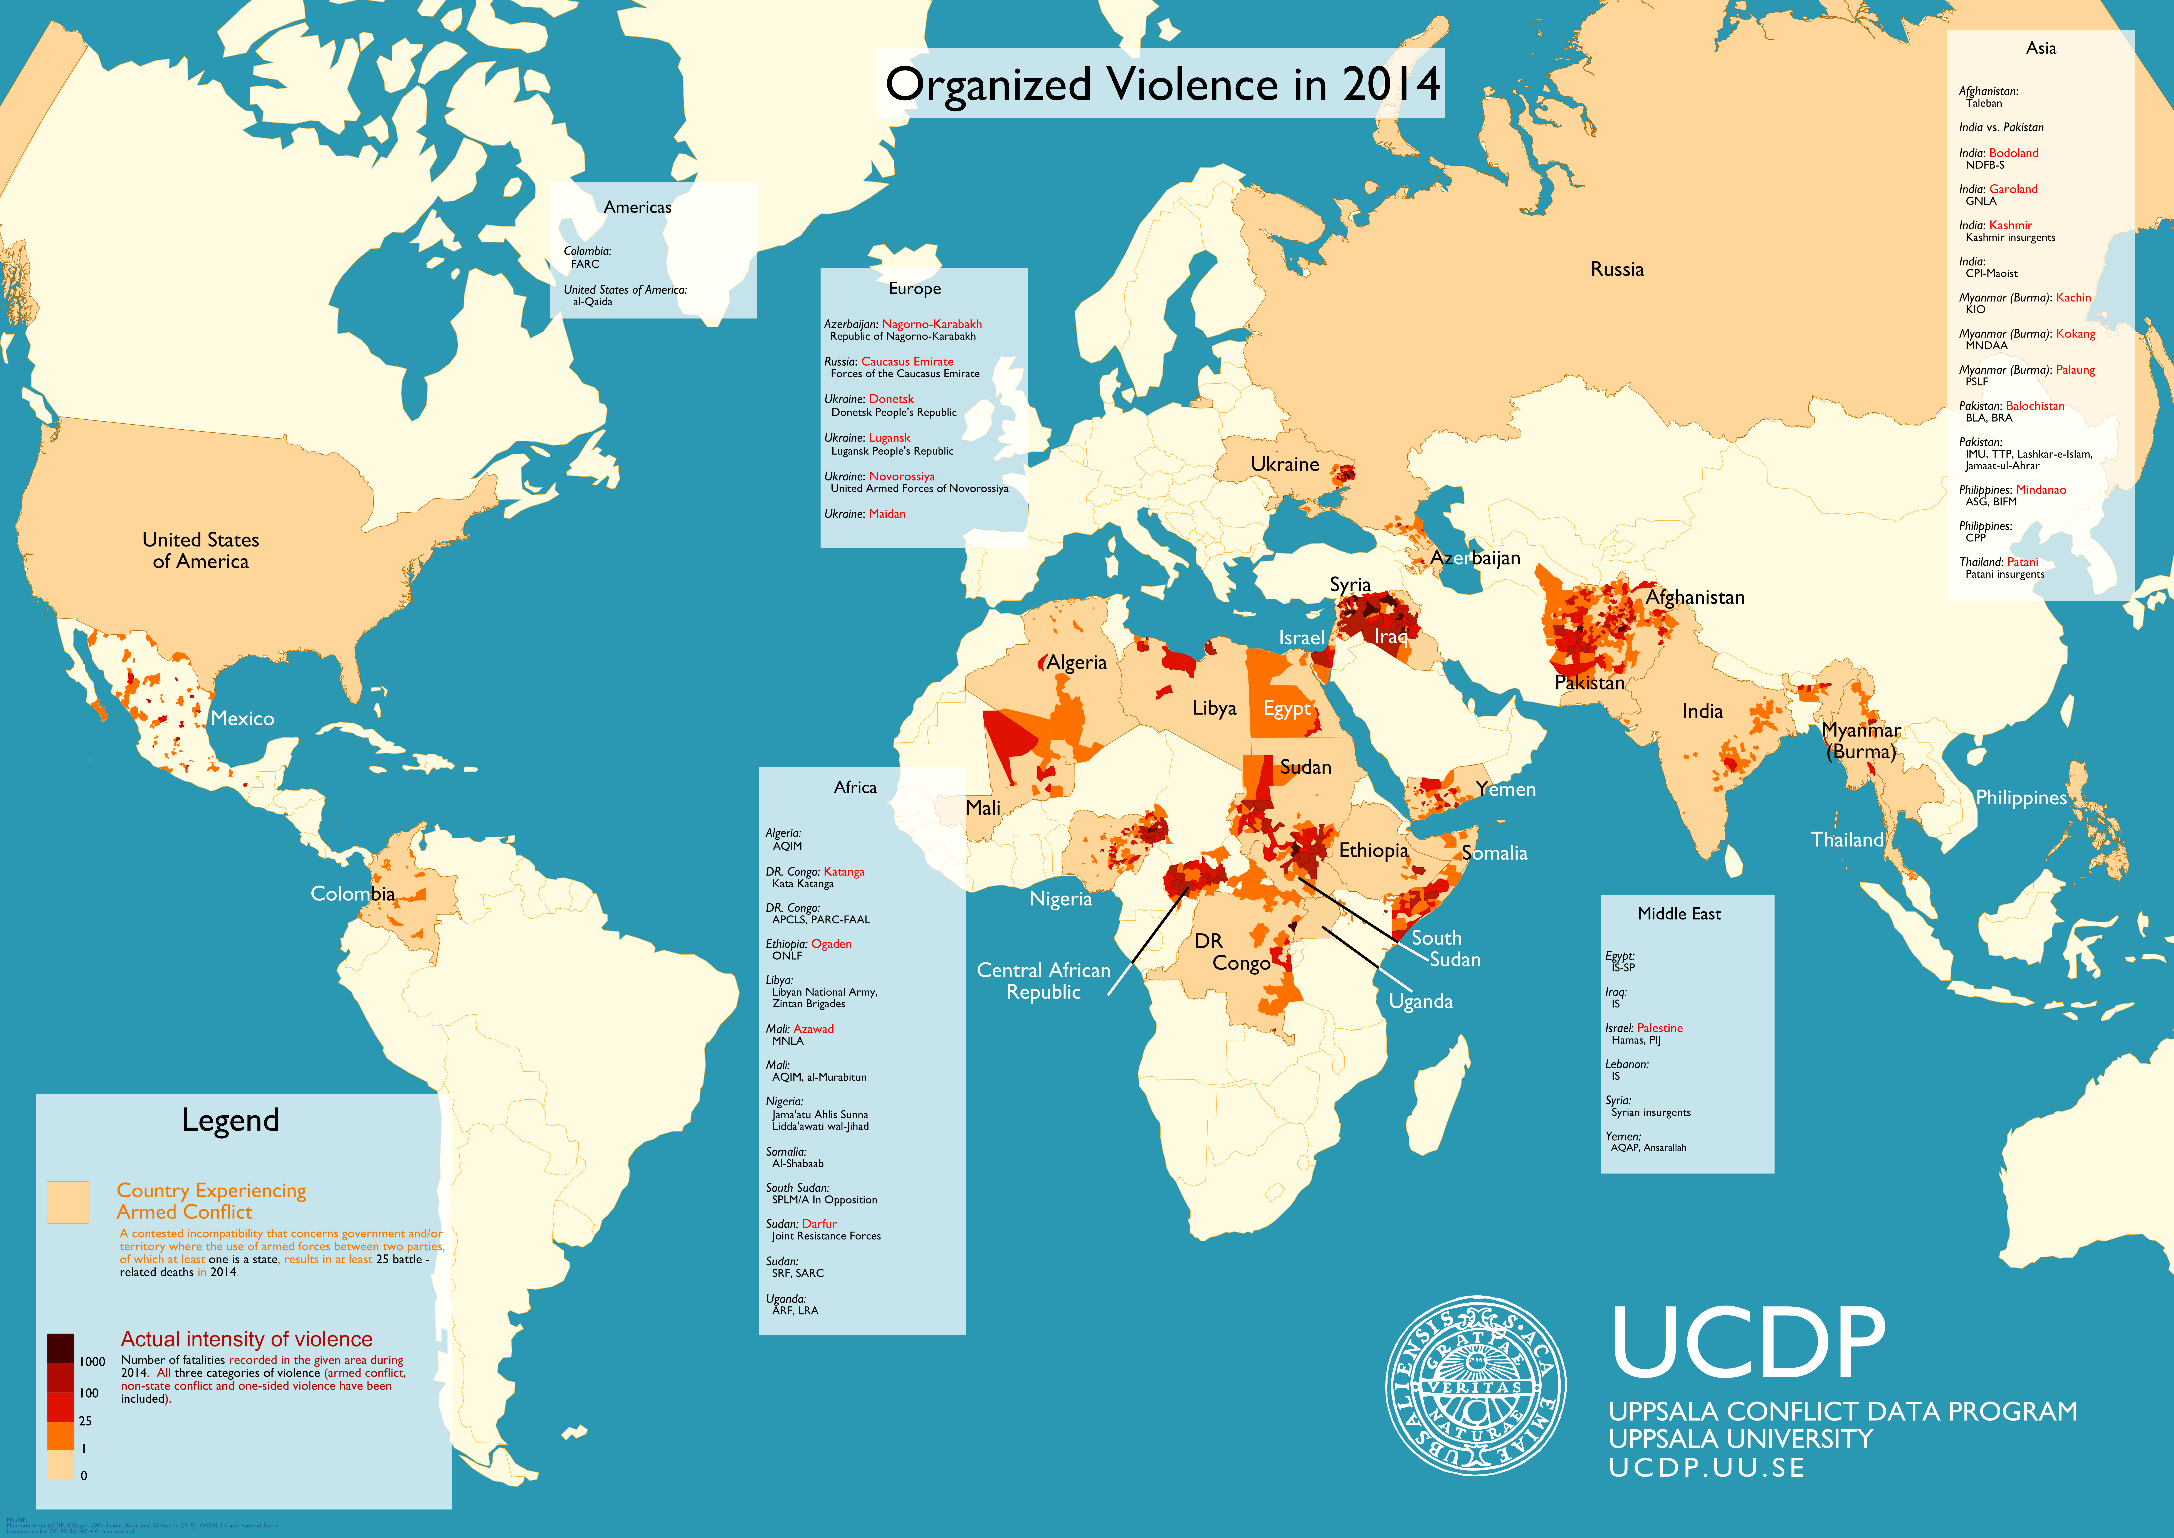 Organized Violence in 2014
Americas
Colombia:
FARC
United States of America:
al-Qaida
Europe
Azerbaijan: Nagorno-Karabakh
Republic of Nagorno-Karabakh
Russia: Caucasus Emirate
Forces of the Caucasus Emirate
Ukraine: Donetsk
Donetsk People's Republic
Ukraine: Lugansk
Lugansk People's Republic
Ukraine: Novorossiya
United Armed Forces of Novorossiya
Ukraine: Maidan
Asia
Afghanistan:
Taleban
India vs. Pakistan
India: Bodoland
NDFB-S
India: Garoland
GNLA
India: Kashmir
Kashmir insurgents
India:
CPI-Maoist
Myanmar (Burma): Kachin
KIO
Myanmar (Burma): Kokang
MNDAA
Myanmar (Burma): Palaung
PSLF
Pakistan: Balochistan
BLA, BRA
Pakistan:
IMU, TTP, Lashkar-e-Islam,
Jamaat-ul-Ahrar
Philippines: Mindanao
ASG, BIFM
Philippines:
CPP
Thailand: Patani
Patani insurgents
Russia
Ukraine
United States
of America
Azerbaijan
Syria
Afghanistan
Israel
Iraq
Algeria
Pakistan
Libya
Egypt
India
Mexico
Myanmar
(Burma)
Sudan
Yemen
Mali
Philippines
Thailand
Ethiopia
Somalia
Colombia
Nigeria
DR
Congo
South
Sudan
Central African
Republic
Uganda
Africa
Algeria:
AQIM
DR. Congo: Katanga
Kata Katanga
DR. Congo:
APCLS, PARC-FAAL
Ethiopia: Ogaden
ONLF
Libya:
Libyan National Army,
Zintan Brigades
Mali: Azawad
MNLA
Mali:
AQIM, al-Murabitun
Nigeria:
Jama'atu Ahlis Sunna
Lidda'awati wal-Jihad
Somalia:
Al-Shabaab
South Sudan:
SPLM/A In Opposition
Sudan: Darfur
Joint Resistance Forces
Sudan:
SRF, SARC
Uganda:
ARF, LRA
Middle East
Egypt:
IS-SP
Iraq:
IS
Israel: Palestine
Hamas, PIJ
Lebanon:
IS
Syria:
Syrian insurgents
Yemen:
AQAP, Ansarallah
Legend
Country Experiencing
Armed Conflict
A contested incompatibility that concerns government and/or
territory where the use of armed forces between two parties,
of which at least one is a state, results in at least 25 battle -
related deaths in 2014.
Actual intensity of violence
Number of fatalities recorded in the given area during
2014. All three categories of violence (armed conflict,
non-state conflict and one-sided violence have been
included).
1000
100
25
1
0
UBSALIENSIS S·ACADEMIAE
GRATIAE
VERITAS
NATURAE
UCDP
UPPSALA CONFLICT DATA PROGRAM
UPPSALA UNIVERSITY
UCDP.UU.SE